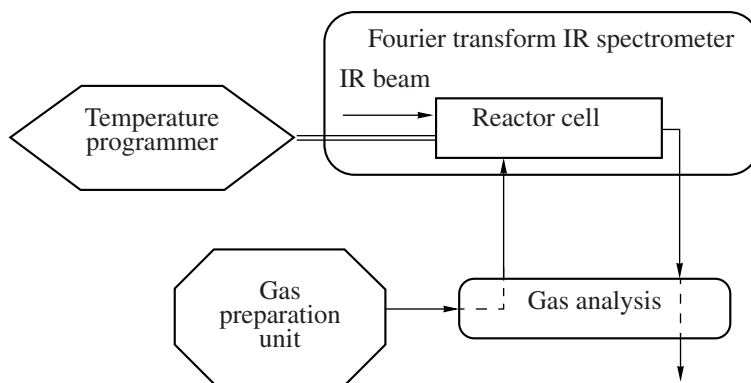 Fourier transform IR spectrometer
IR beam
Temperature
programmer
Reactor cell
Gas
preparation
unit
Gas analysis